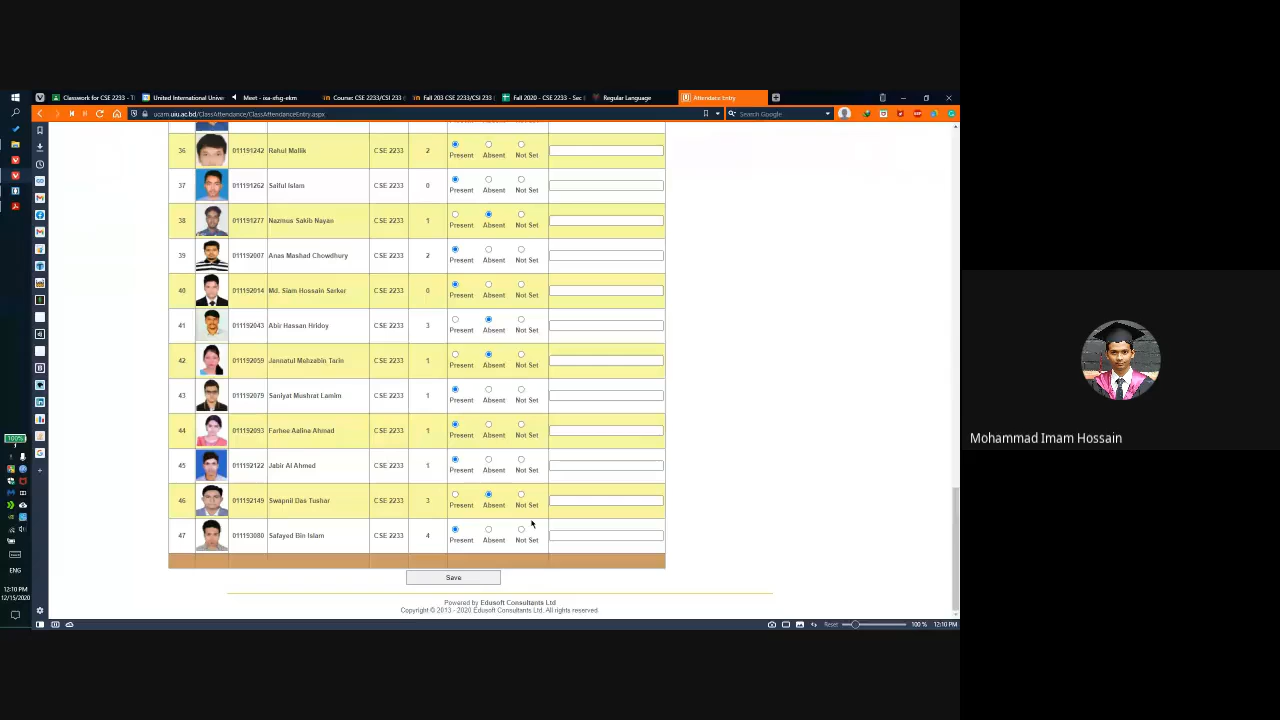 Classwork for CSE 2233 - T
United International Unive
Meet - ixa-sfsg-ekm
Course: CSE 2233/CSI 233
Fall 203 CSE 2233/CSI 233
Fall 2020 - CSE 2233 - Sec
Regular Language
Attendance Entry
ucam.uiu.ac.bd/ClassAttendance/ClassAttendanceEntry.aspx
Search Google
36 011191242 Rahul Mallik CSE 2233 2 Present Absent Not Set
37 011191262 Saiful Islam CSE 2233 0 Present Absent Not Set
38 011191277 Nazmus Sakib Nayan CSE 2233 1 Present Absent Not Set
39 011192007 Anas Mashad Chowdhury CSE 2233 2 Present Absent Not Set
40 011192014 Md. Siam Hossain Sarker CSE 2233 0 Present Absent Not Set
41 011192043 Abir Hassan Hridoy CSE 2233 3 Present Absent Not Set
42 011192059 Jannatul Mehzabin Tarin CSE 2233 1 Present Absent Not Set
43 011192079 Saniyat Mushrat Lamim CSE 2233 1 Present Absent Not Set
44 011192093 Farhee Aalina Ahmad CSE 2233 1 Present Absent Not Set
45 011192122 Jabir Al Ahmed CSE 2233 1 Present Absent Not Set
46 011192149 Swapnil Das Tushar CSE 2233 3 Present Absent Not Set
47 011193080 Safayed Bin Islam CSE 2233 4 Present Absent Not Set
Save
Powered by Edusoft Consultants Ltd
Copyright © 2013 - 2020 Edusoft Consultants Ltd, All rights reserved
100%
ENG
12:10 PM
12/15/2020
Reset 100 % 12:10 PM
Mohammad Imam Hossain